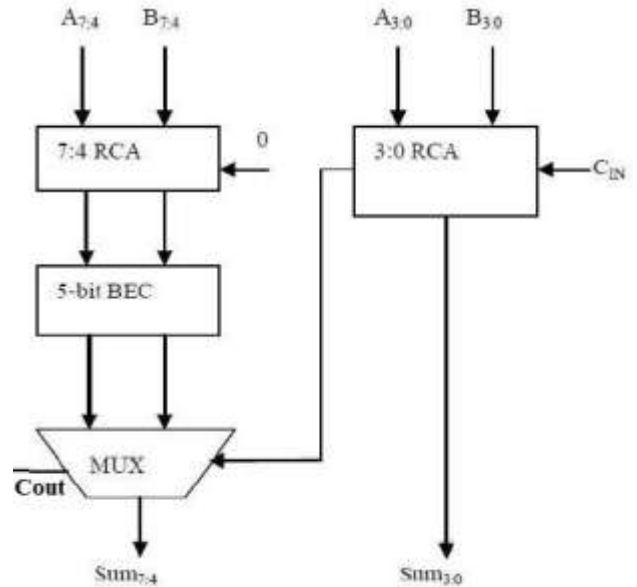 A7:4 B7:4 A3:0 B3:0
7:4 RCA
0
3:0 RCA
CIN
5-bit BEC
MUX
Cout
Sum7:4
Sum3:0